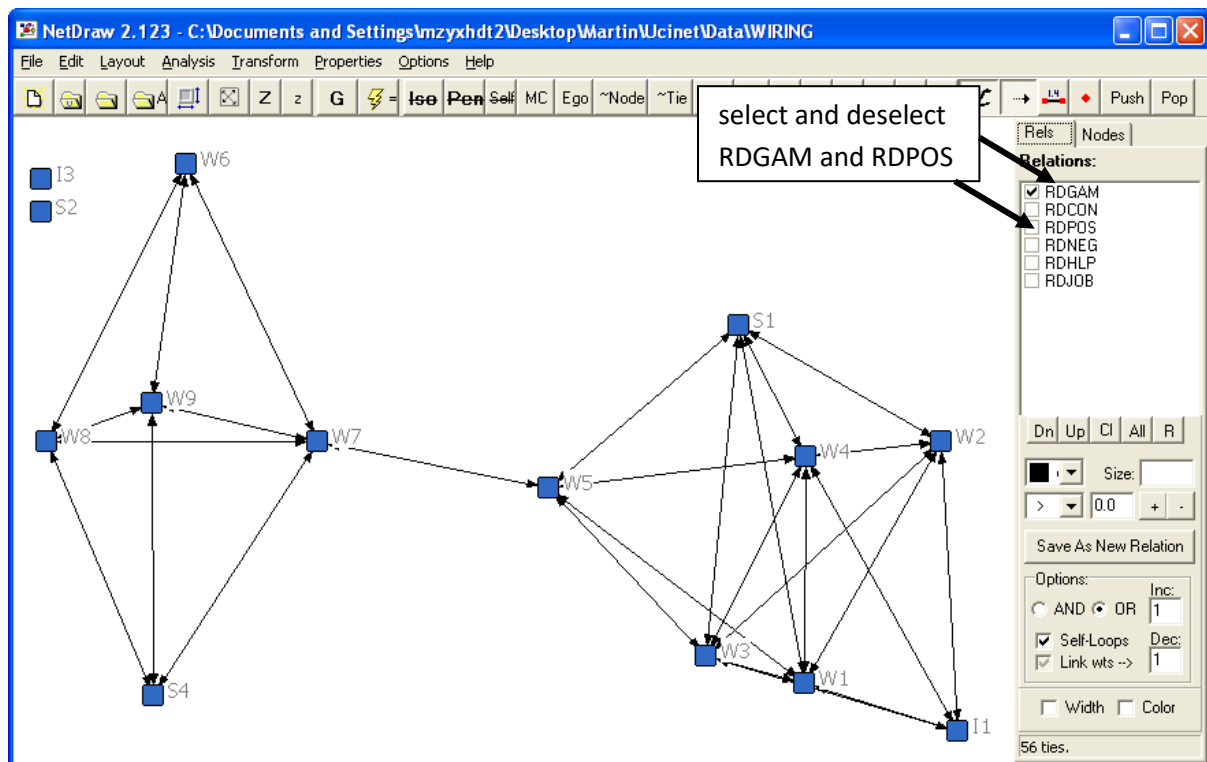 NetDraw 2.123 - C:\Documents and Settings\mzyxhdt2\Desktop\Martin\Ucinet\Data\WIRING
File Edit Layout Analysis Transform Properties Options Help
A Z z G = Iso Pen Self MC Ego ~Node ~Tie Push Pop
select and deselect
RDGAM and RDPOS
Rels Nodes
Relations:
RDGAM
RDCON
RDPOS
RDNEG
RDHLP
RDJOB
I3
S2
W6
S1
W9
W8
W7
W4
W2
W5
W3
W1
S4
I1
Dn Up Cl All R
Size:
> 0.0 + -
Save As New Relation
Options:
Inc:
AND OR 1
Self-Loops Dec:
Link wts --> 1
Width Color
56 ties.